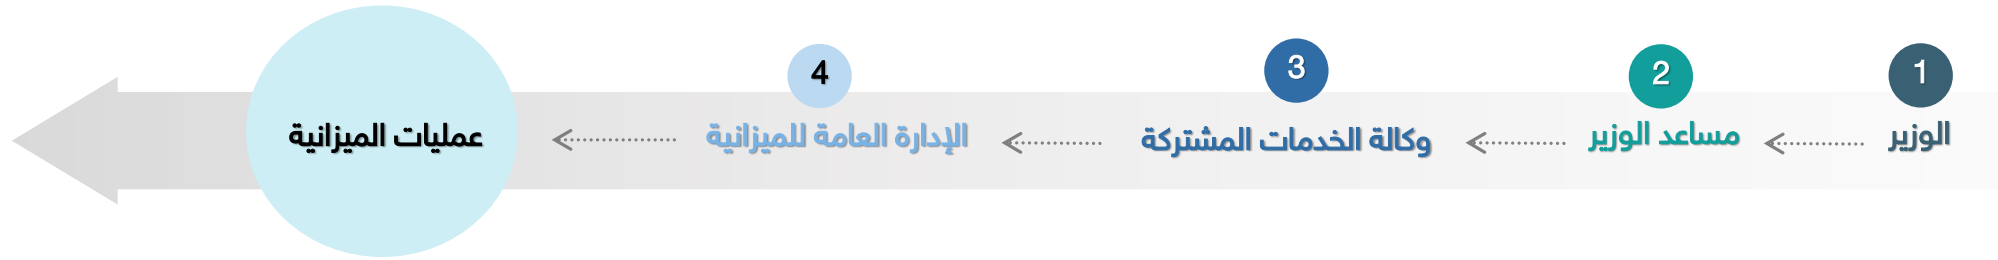 1
الوزير
2
مساعد الوزير
3
وكالة الخدمات المشتركة
4
الإدارة العامة للميزانية
عمليات الميزانية